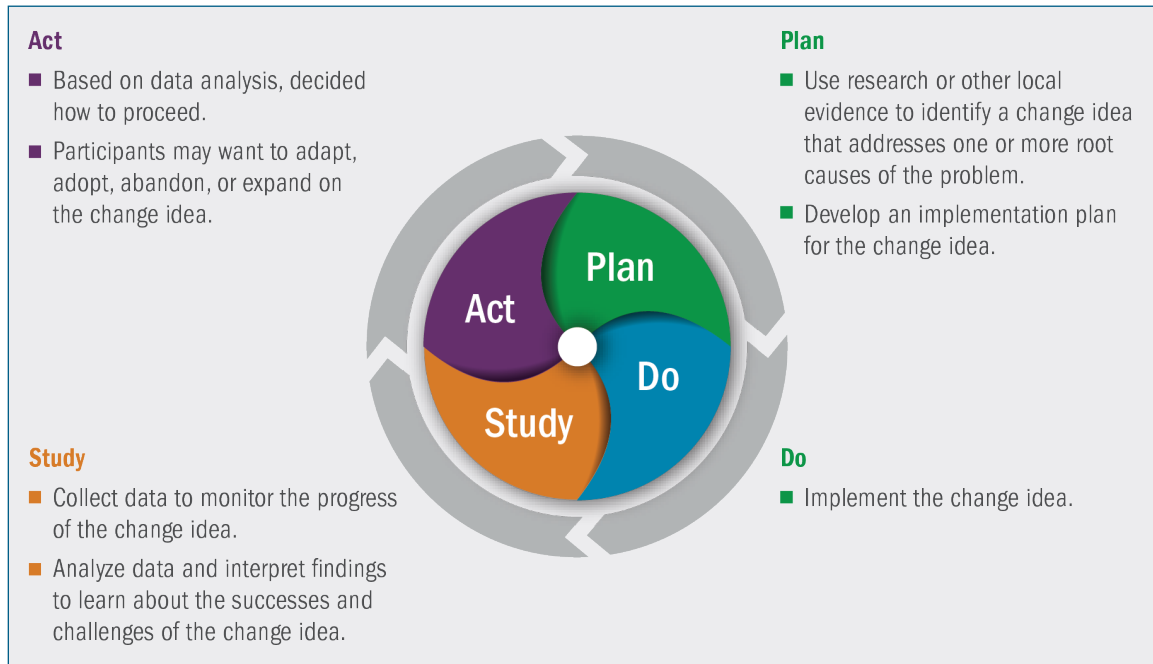 Act
Based on data analysis, decided
how to proceed.
Participants may want to adapt,
adopt, abandon, or expand on
the change idea.
Plan
Use research or other local
evidence to identify a change idea
that addresses one or more root
causes of the problem.
Develop an implementation plan
for the change idea.
Plan
Act
Do
Study
Study
Collect data to monitor the progress
of the change idea.
Analyze data and interpret findings
to learn about the successes and
challenges of the change idea.
Do
Implement the change idea.